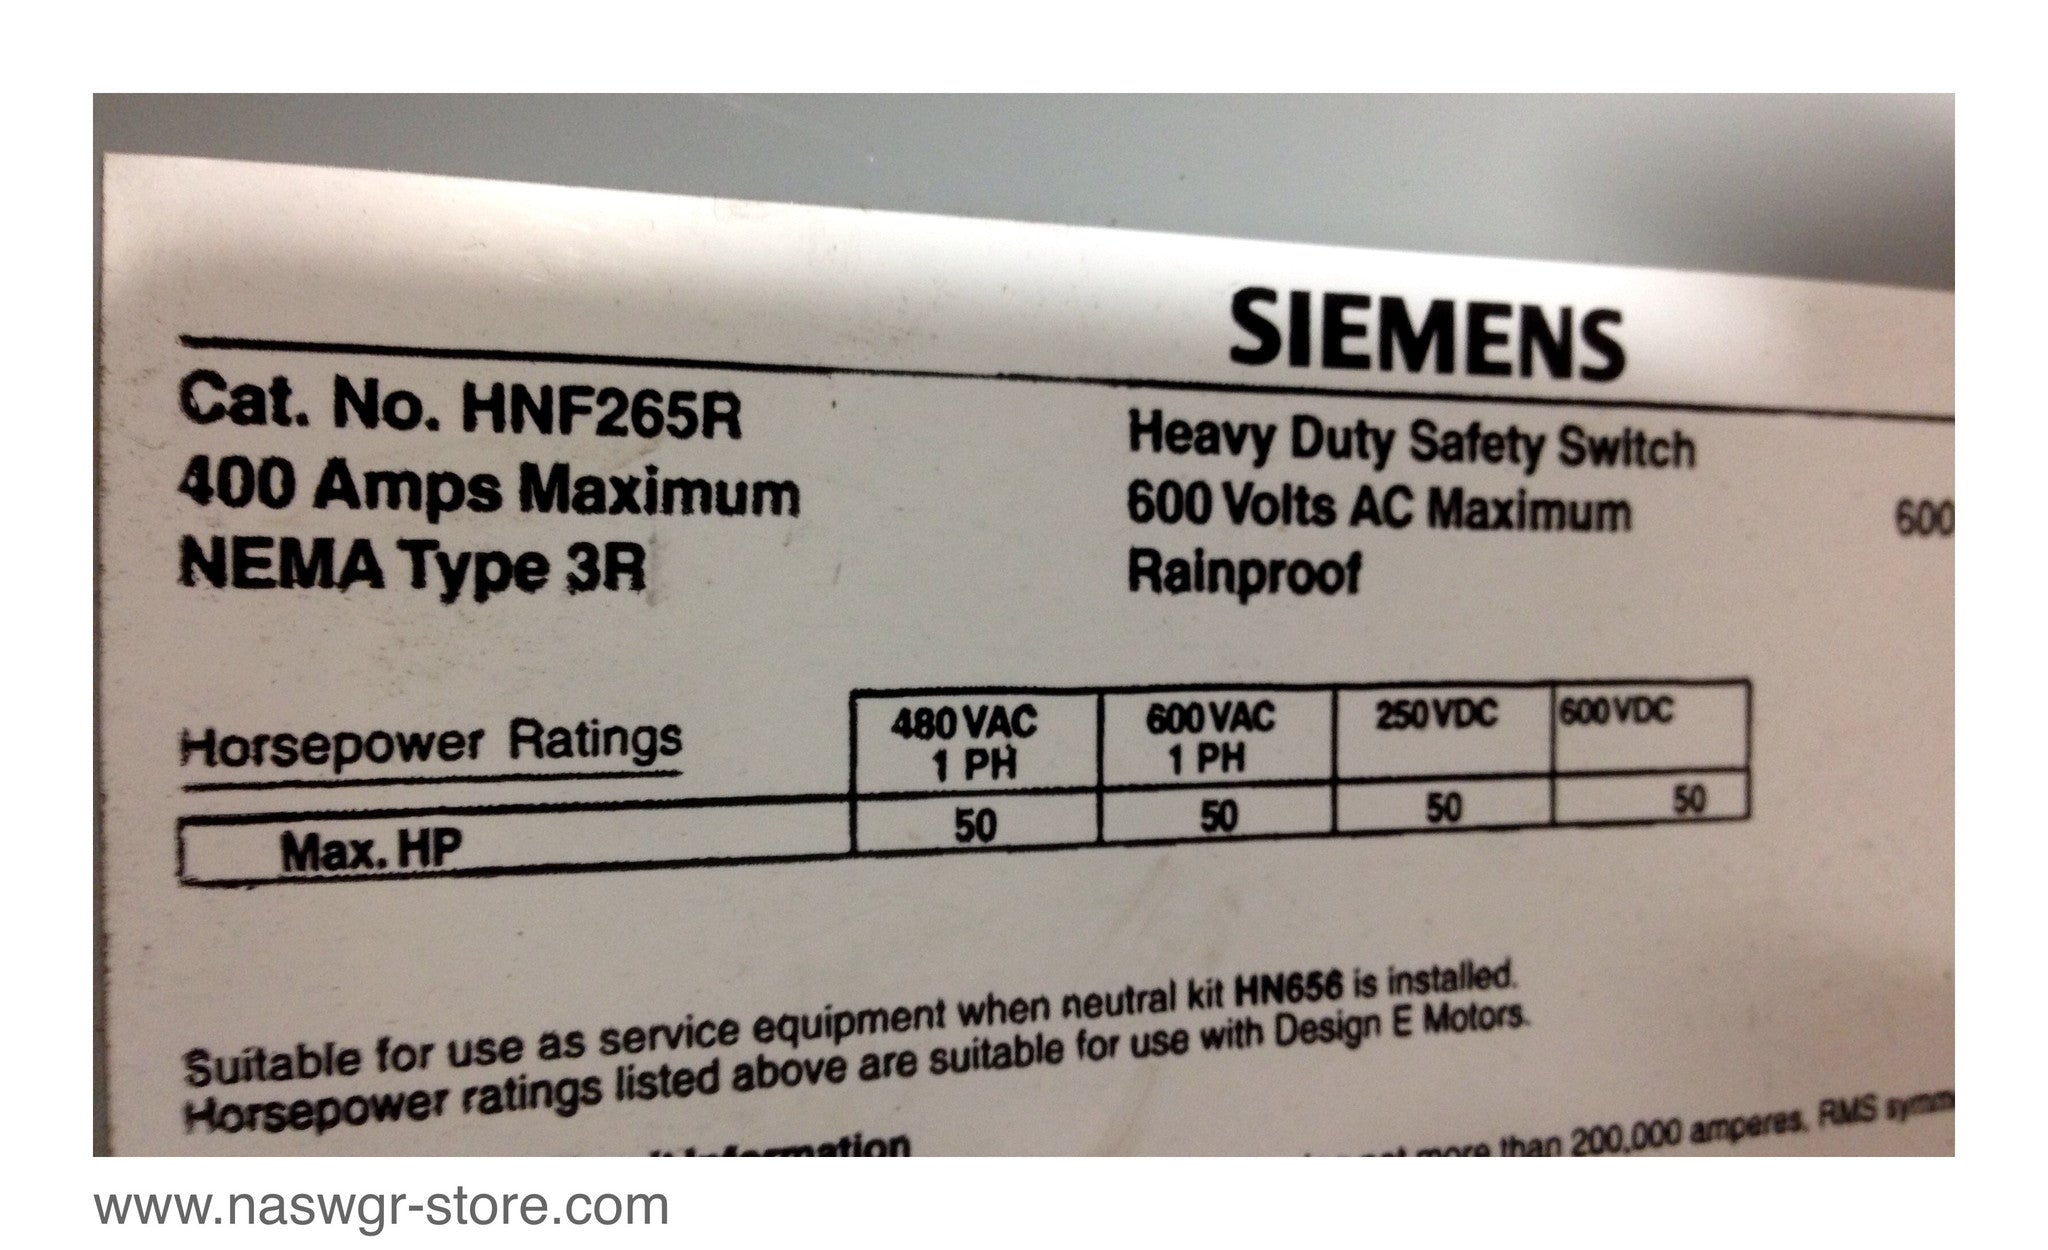 SIEMENS
Cat. No. HNF265R
Heavy Duty Safety Switch
400 Amps Maximum
600 Volts AC Maximum
600
NEMA Type 3R
Rainproof
Horsepower Ratings
480 VAC 600 VAC 250 VDC 600 VDC
1 PH 1 PH
Max. HP 50 50 50 50
Suitable for use as service equipment when neutral kit HN656 is installed.
Horsepower ratings listed above are suitable for use with Design E Motors.
Information
more than 200,000 amperes, RMS symm
www.naswgr-store.com